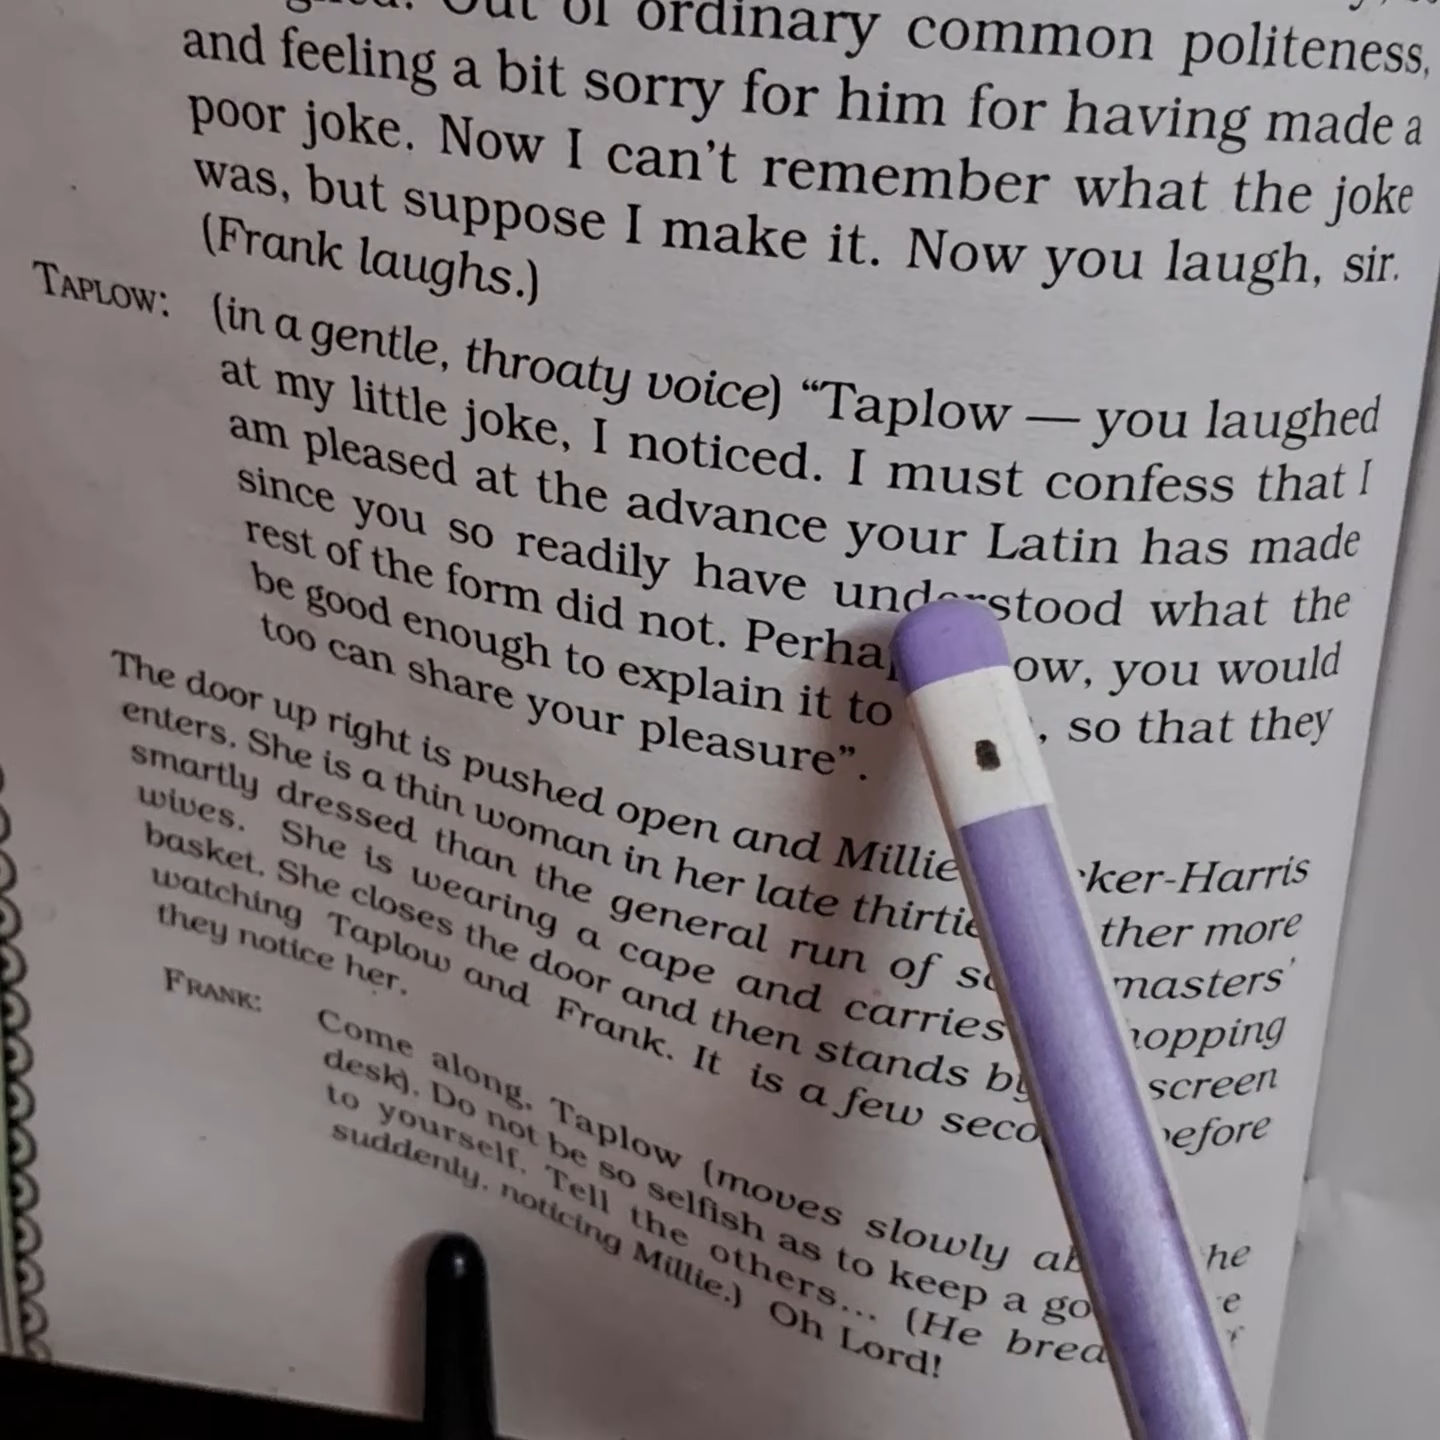 Out of ordinary common politeness,
and feeling a bit sorry for him for having made a
poor joke. Now I can't remember what the joke
was, but suppose I make it. Now you laugh, sir.
(Frank laughs.)
TAPLOW: (in a gentle, throaty voice) “Taplow — you laughed
at my little joke, I noticed. I must confess that I
am pleased at the advance your Latin has made
since you so readily have understood what the
rest of the form did not. Perha ow, you would
be good enough to explain it to , so that they
too can share your pleasure”.
The door up right is pushed open and Millie cker-Harris
enters. She is a thin woman in her late thirtie ther more
smartly dressed than the general run of sc masters’
wives. She is wearing a cape and carries hopping
basket. She closes the door and then stands by screen
watching Taplow and Frank. It is a few seco before
they notice her.
FRANK: Come along, Taplow (moves slowly ab he
desk). Do not be so selfish as to keep a go e
to yourself. Tell the others... (He brea
suddenly, noticing Millie.) Oh Lord!